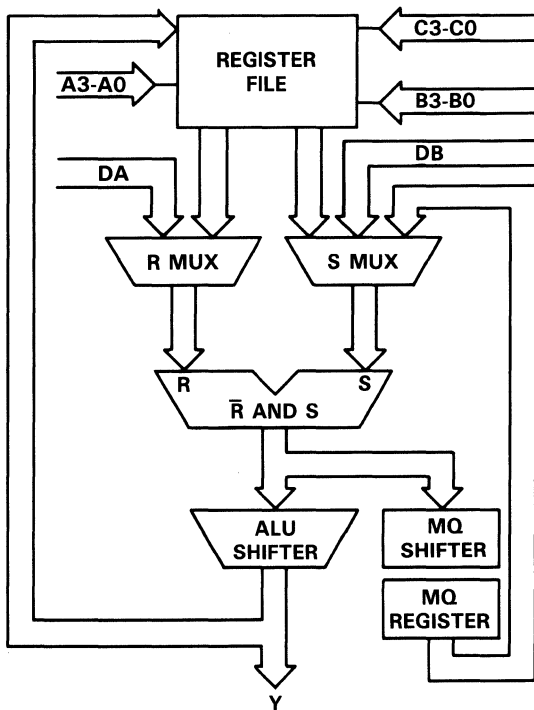 REGISTER
FILE
C3-C0
A3-A0
B3-B0
DA
DB
R MUX
S MUX
R
S
R̅ AND S
ALU
SHIFTER
MQ
SHIFTER
MQ
REGISTER
Y